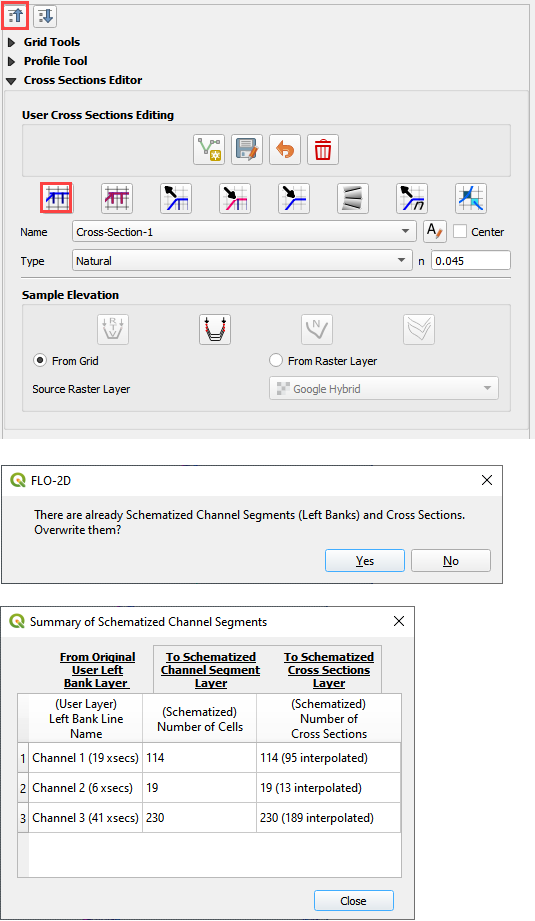 Grid Tools
Profile Tool
Cross Sections Editor
User Cross Sections Editing
Name Cross-Section-1 A Center
Type Natural n 0.045
Sample Elevation
From Grid From Raster Layer
Source Raster Layer Google Hybrid
FLO-2D
There are already Schematized Channel Segments (Left Banks) and Cross Sections.
Overwrite them?
Yes No
Summary of Schematized Channel Segments
From Original
User Left
Bank Layer
To Schematized
Channel Segment
Layer
To Schematized
Cross Sections
Layer
(User Layer)
Left Bank Line
Name
(Schematized)
Number of Cells
(Schematized)
Number of
Cross Sections
1 Channel 1 (19 xsecs) 114 114 (95 interpolated)
2 Channel 2 (6 xsecs) 19 19 (13 interpolated)
3 Channel 3 (41 xsecs) 230 230 (189 interpolated)
Close